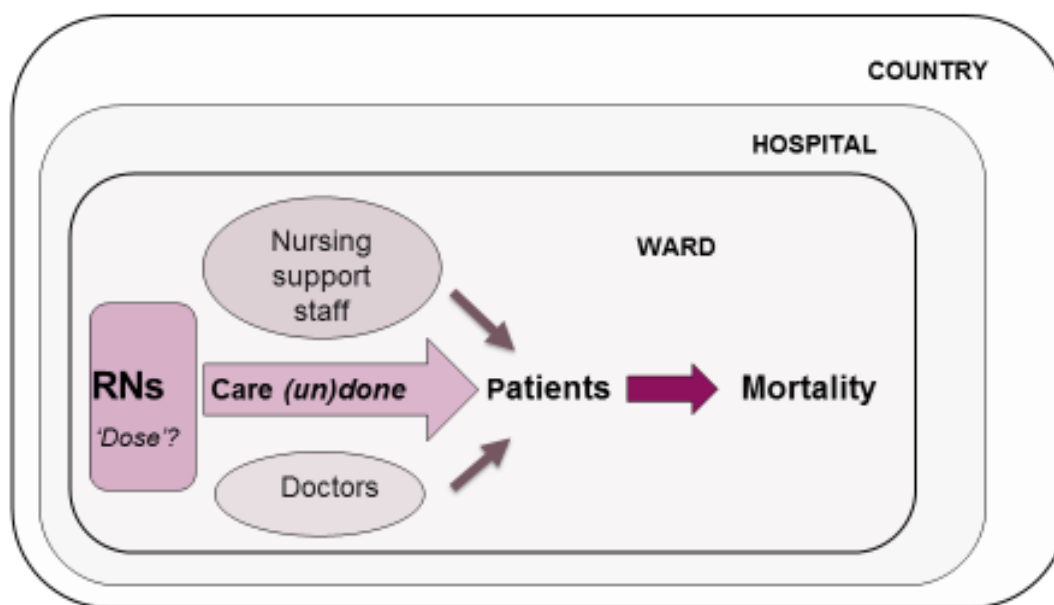 COUNTRY
HOSPITAL
WARD
Nursing
support
staff
RNs
‘Dose’?
Care (un)done
Patients
Mortality
Doctors